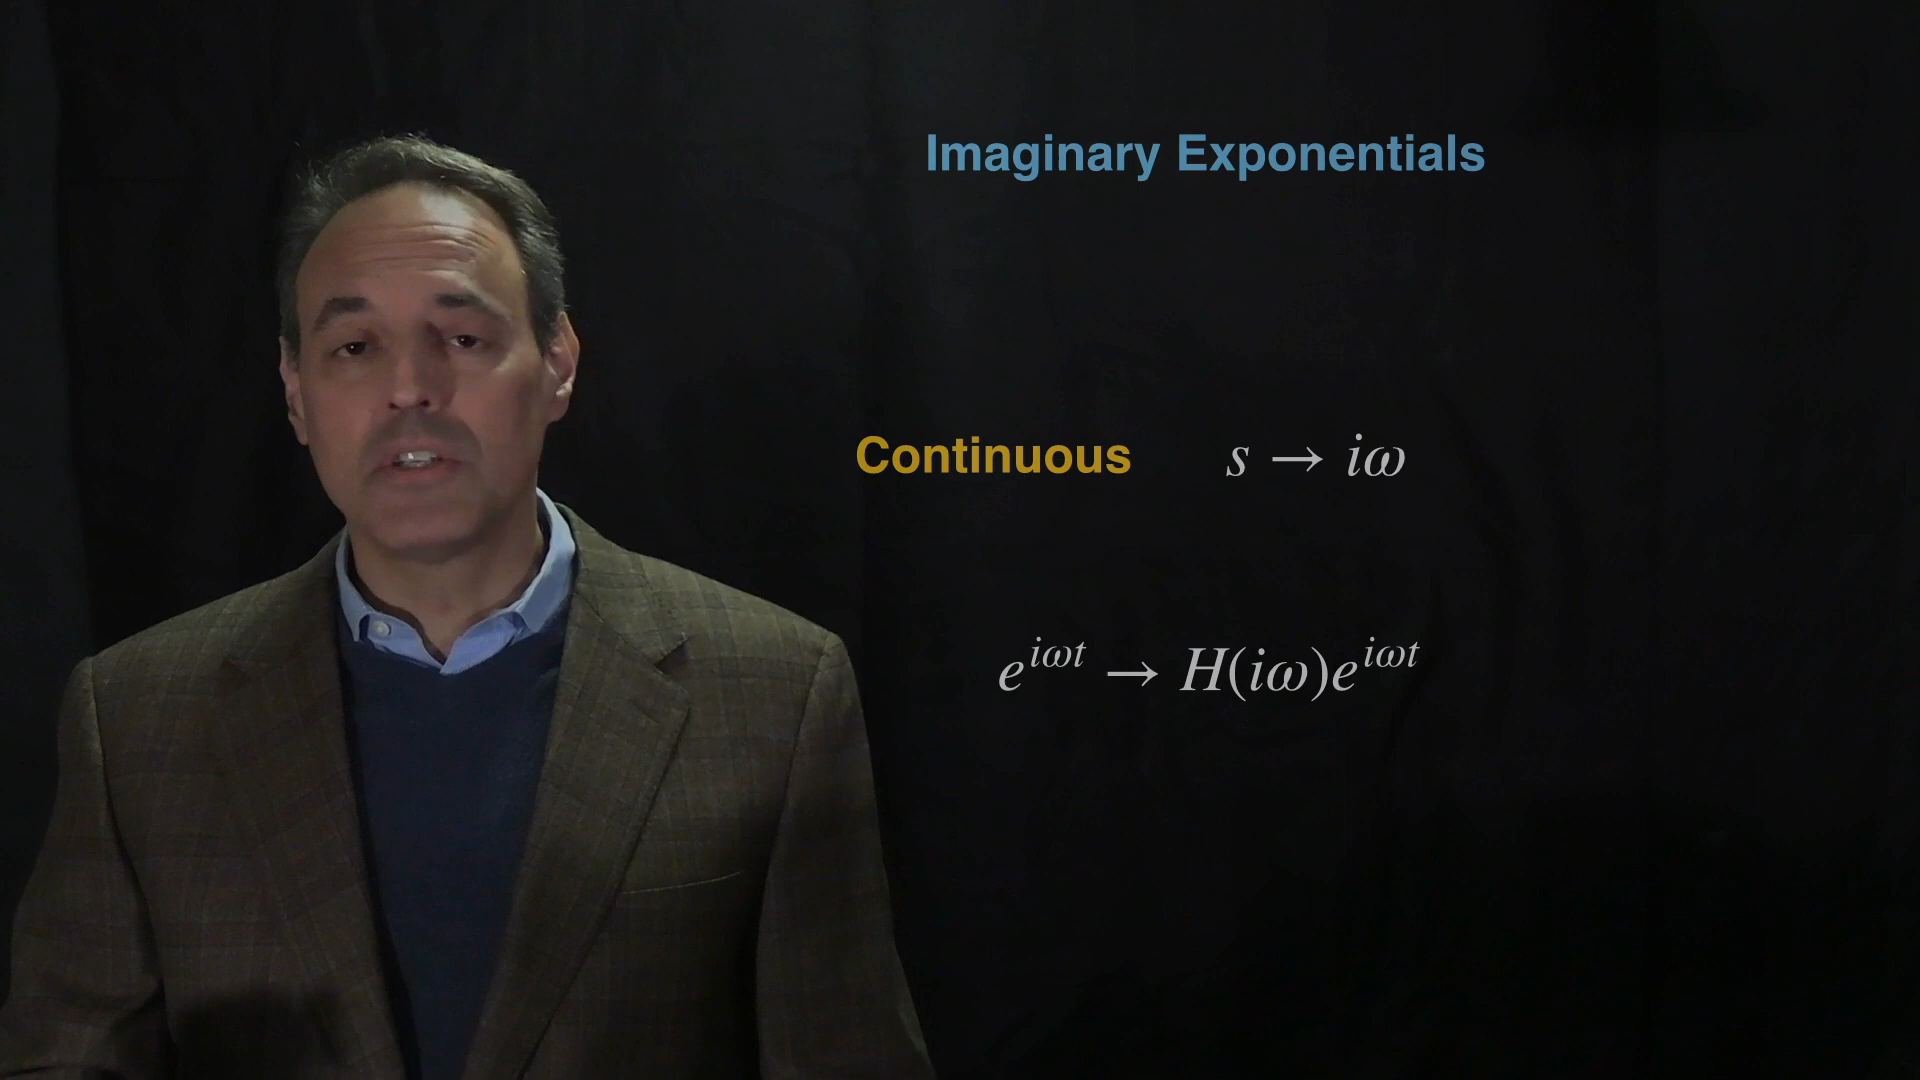 Imaginary Exponentials
Continuous s → iω
e^{iωt} → H(iω)e^{iωt}